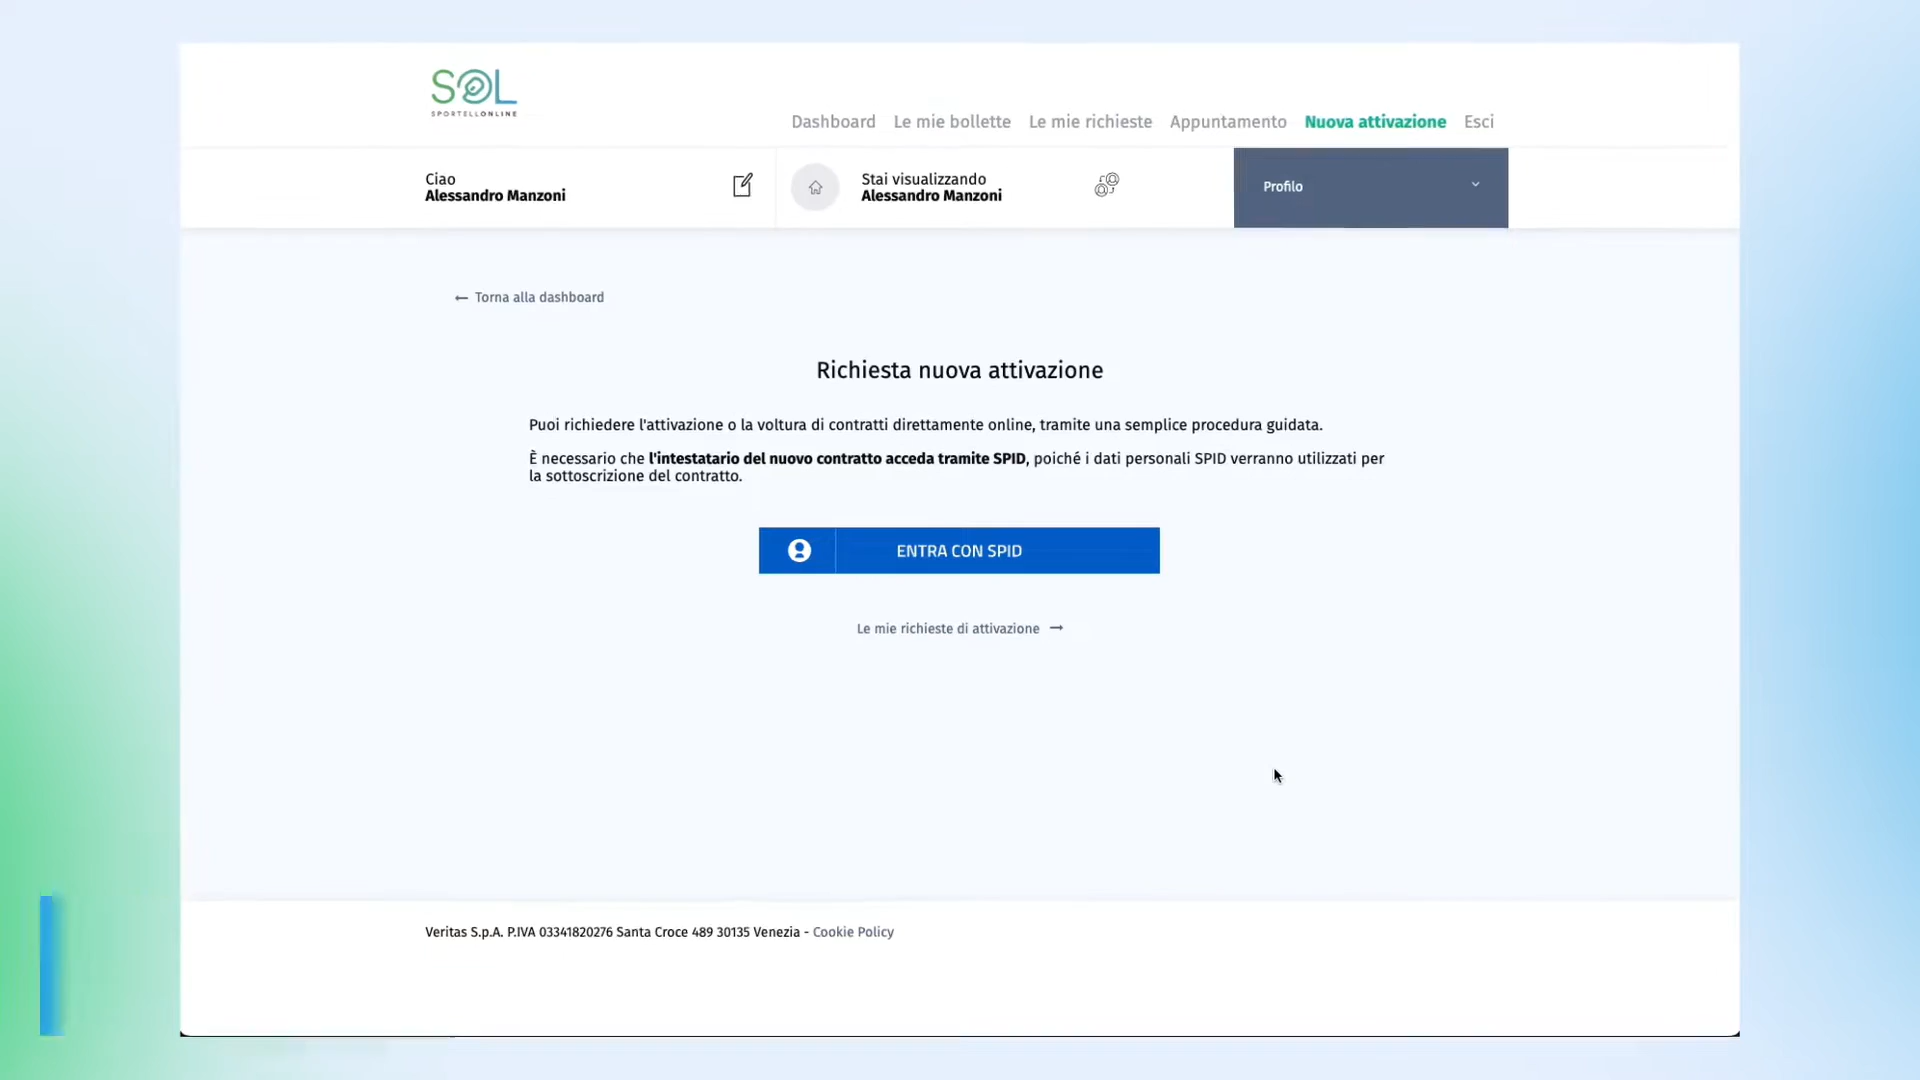 SOL
SPORTELLONLINE
Dashboard Le mie bollette Le mie richieste Appuntamento Nuova attivazione Esci
Ciao
Alessandro Manzoni
Stai visualizzando
Alessandro Manzoni
Profilo
← Torna alla dashboard
Richiesta nuova attivazione
Puoi richiedere l'attivazione o la voltura di contratti direttamente online, tramite una semplice procedura guidata.
È necessario che l'intestatario del nuovo contratto acceda tramite SPID, poiché i dati personali SPID verranno utilizzati per
la sottoscrizione del contratto.
ENTRA CON SPID
Le mie richieste di attivazione →
Veritas S.p.A. P.IVA 03341820276 Santa Croce 489 30135 Venezia - Cookie Policy